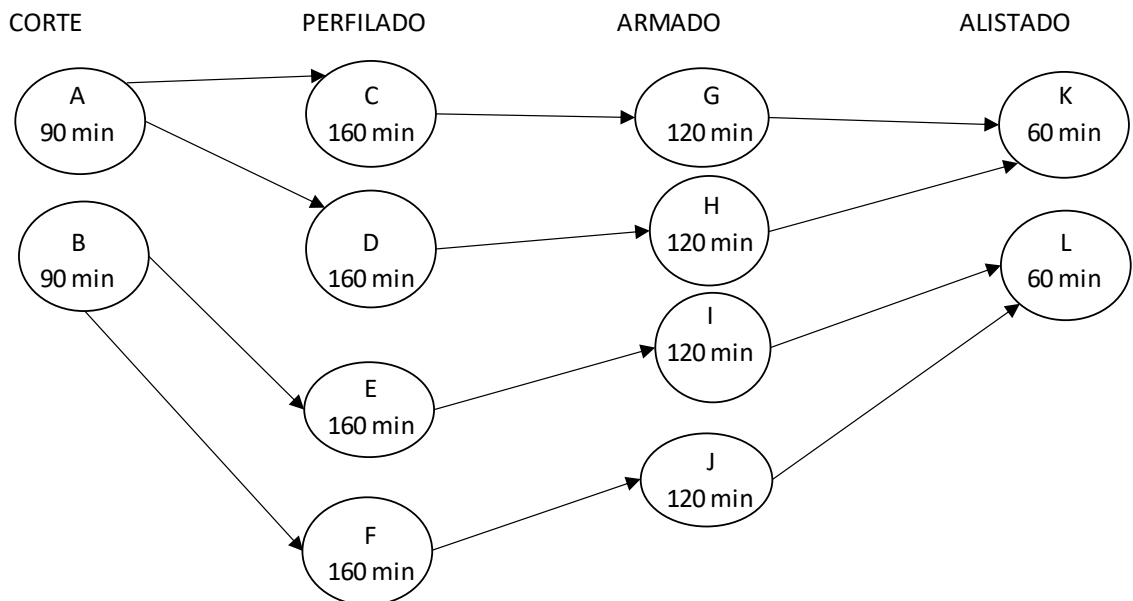 CORTE
PERFILADO
ARMADO
ALISTADO
A
90 min
C
160 min
G
120 min
K
60 min
B
90 min
D
160 min
H
120 min
L
60 min
E
160 min
I
120 min
F
160 min
J
120 min